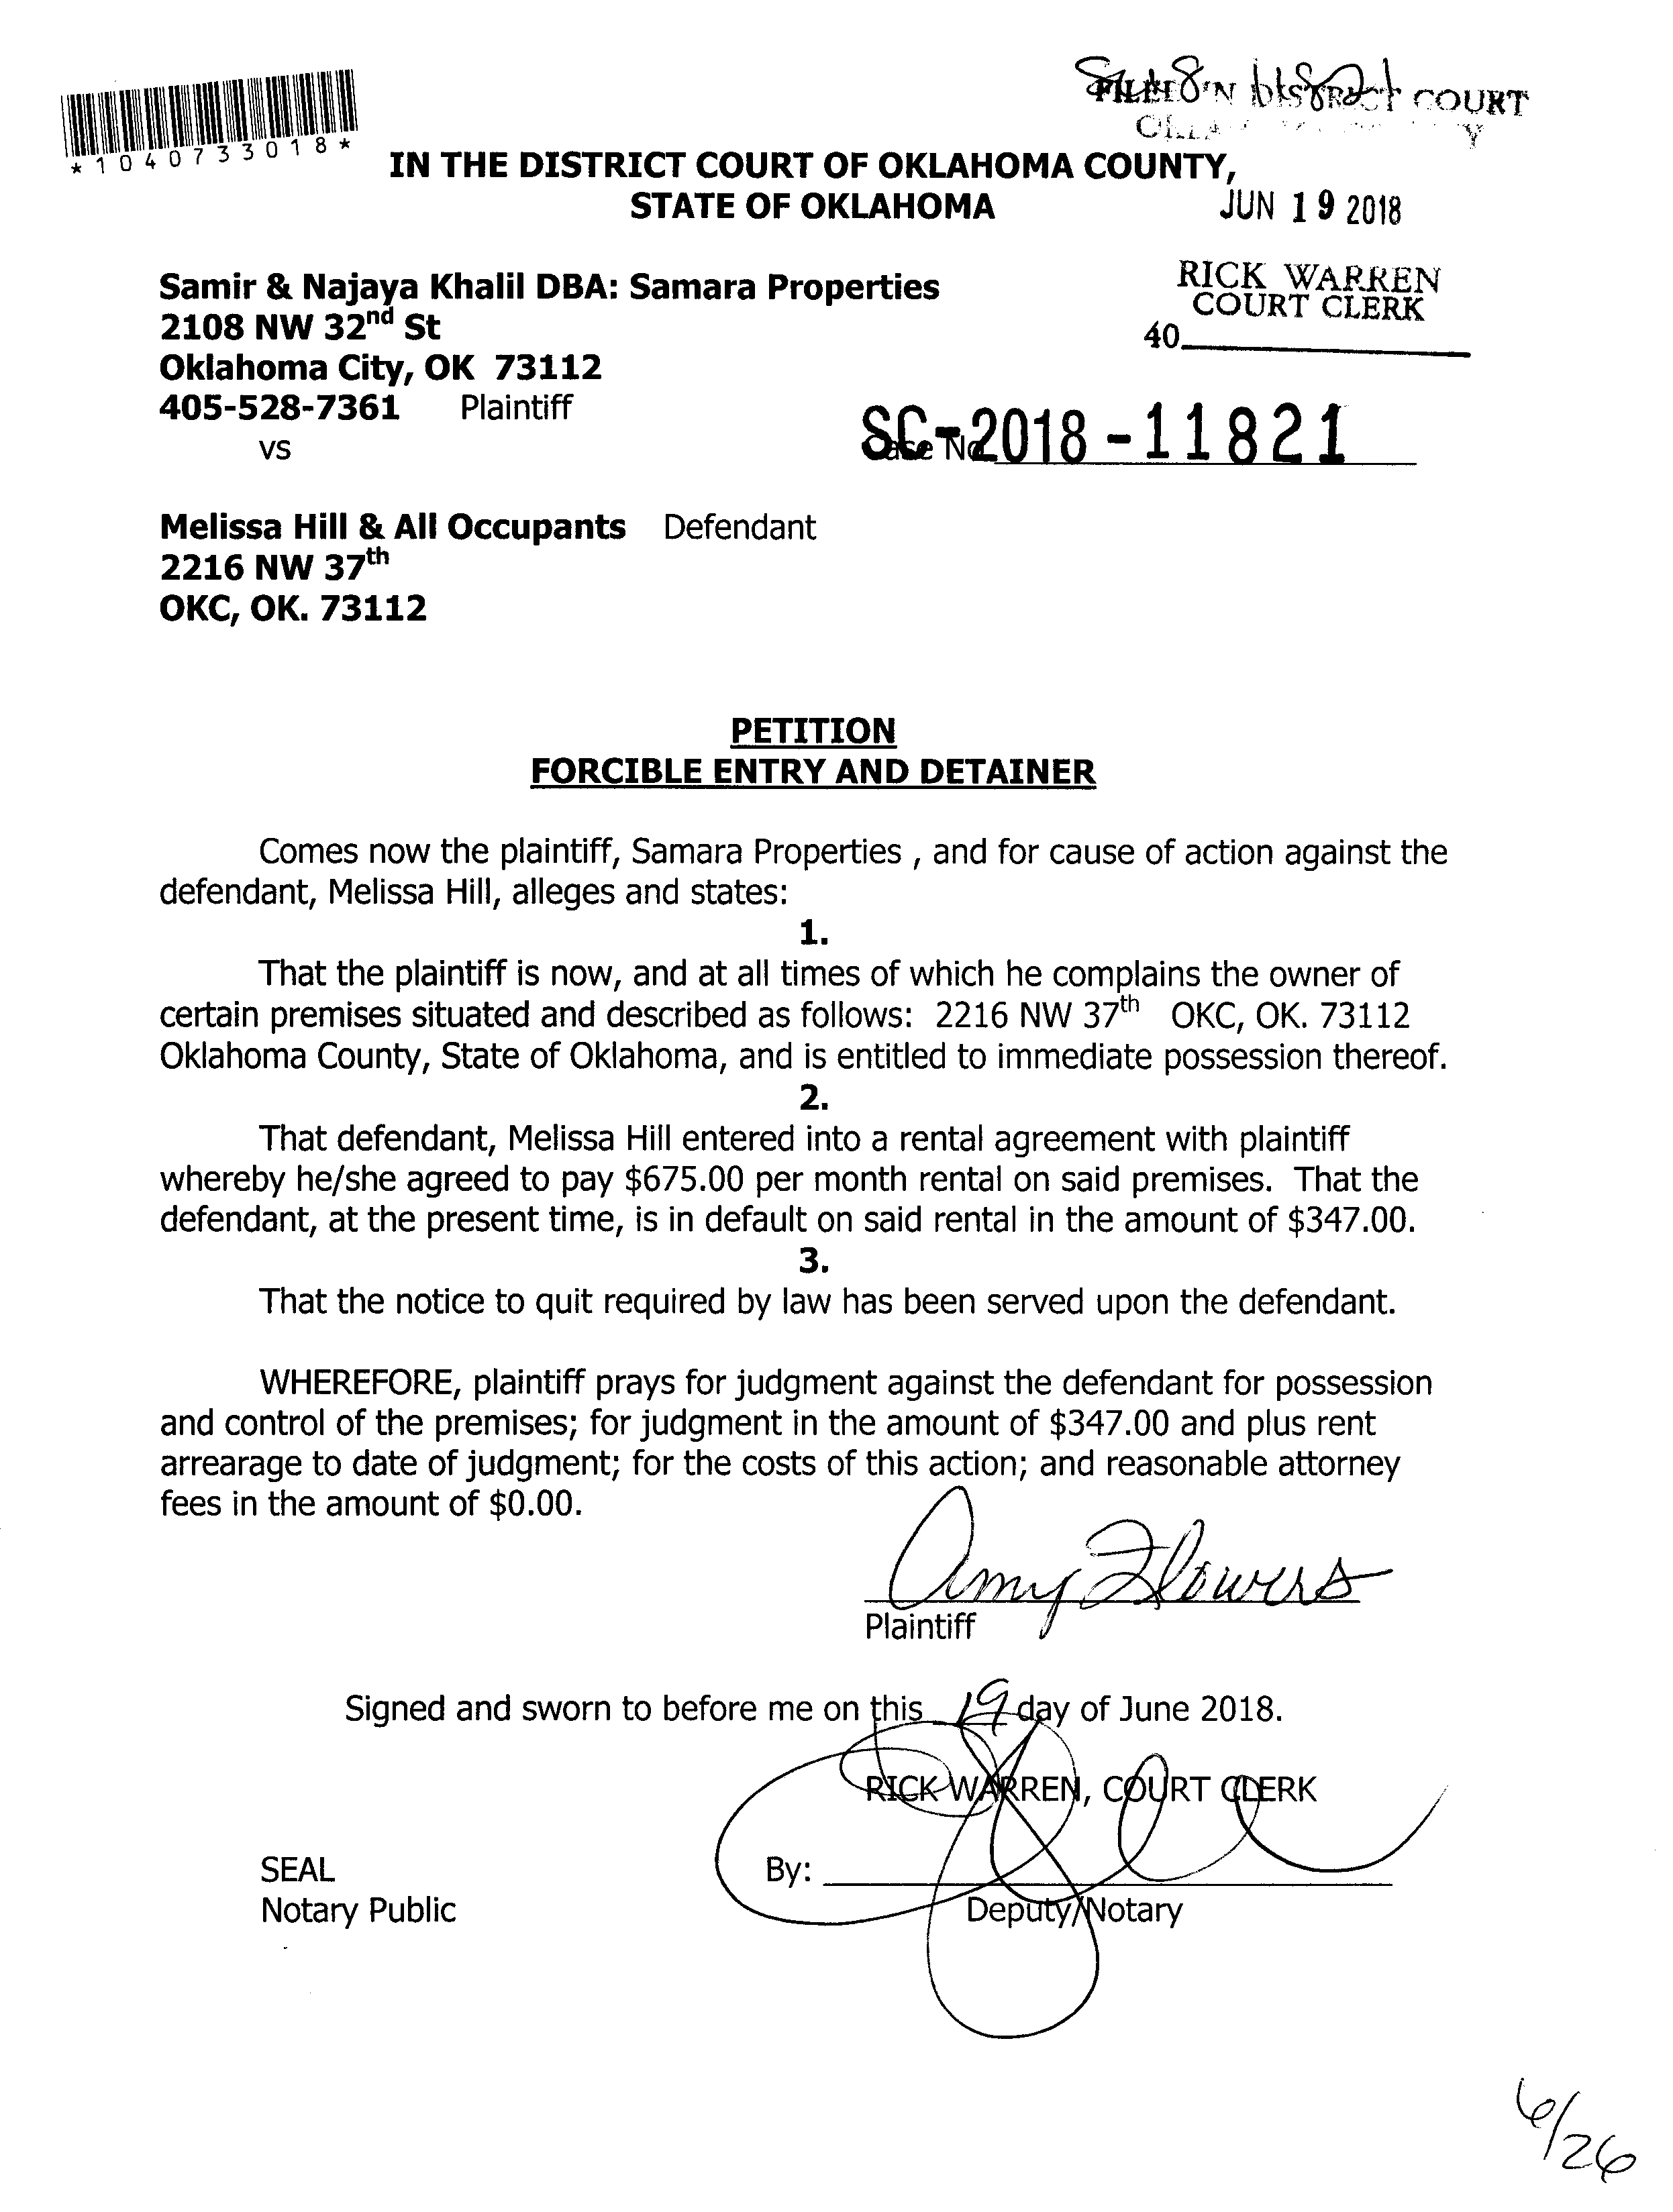 *1040733018*
FILED IN DISTRICT COURT
IN THE DISTRICT COURT OF OKLAHOMA COUNTY,
STATE OF OKLAHOMA
JUN 19 2018
Samir & Najaya Khalil DBA: Samara Properties
RICK WARREN
COURT CLERK
2108 NW 32nd St
40
Oklahoma City, OK 73112
405-528-7361 Plaintiff
vs
Case No. SC-2018-11821
Melissa Hill & All Occupants Defendant
2216 NW 37th
OKC, OK. 73112
PETITION
FORCIBLE ENTRY AND DETAINER
Comes now the plaintiff, Samara Properties , and for cause of action against the
defendant, Melissa Hill, alleges and states:
1.
That the plaintiff is now, and at all times of which he complains the owner of
certain premises situated and described as follows: 2216 NW 37th OKC, OK. 73112
Oklahoma County, State of Oklahoma, and is entitled to immediate possession thereof.
2.
That defendant, Melissa Hill entered into a rental agreement with plaintiff
whereby he/she agreed to pay $675.00 per month rental on said premises. That the
defendant, at the present time, is in default on said rental in the amount of $347.00.
3.
That the notice to quit required by law has been served upon the defendant.
WHEREFORE, plaintiff prays for judgment against the defendant for possession
and control of the premises; for judgment in the amount of $347.00 and plus rent
arrearage to date of judgment; for the costs of this action; and reasonable attorney
fees in the amount of $0.00.
Amy Flowers
Plaintiff
Signed and sworn to before me on this 19 day of June 2018.
RICK WARREN, COURT CLERK
SEAL
By:
Notary Public
Deputy/Notary
6/26